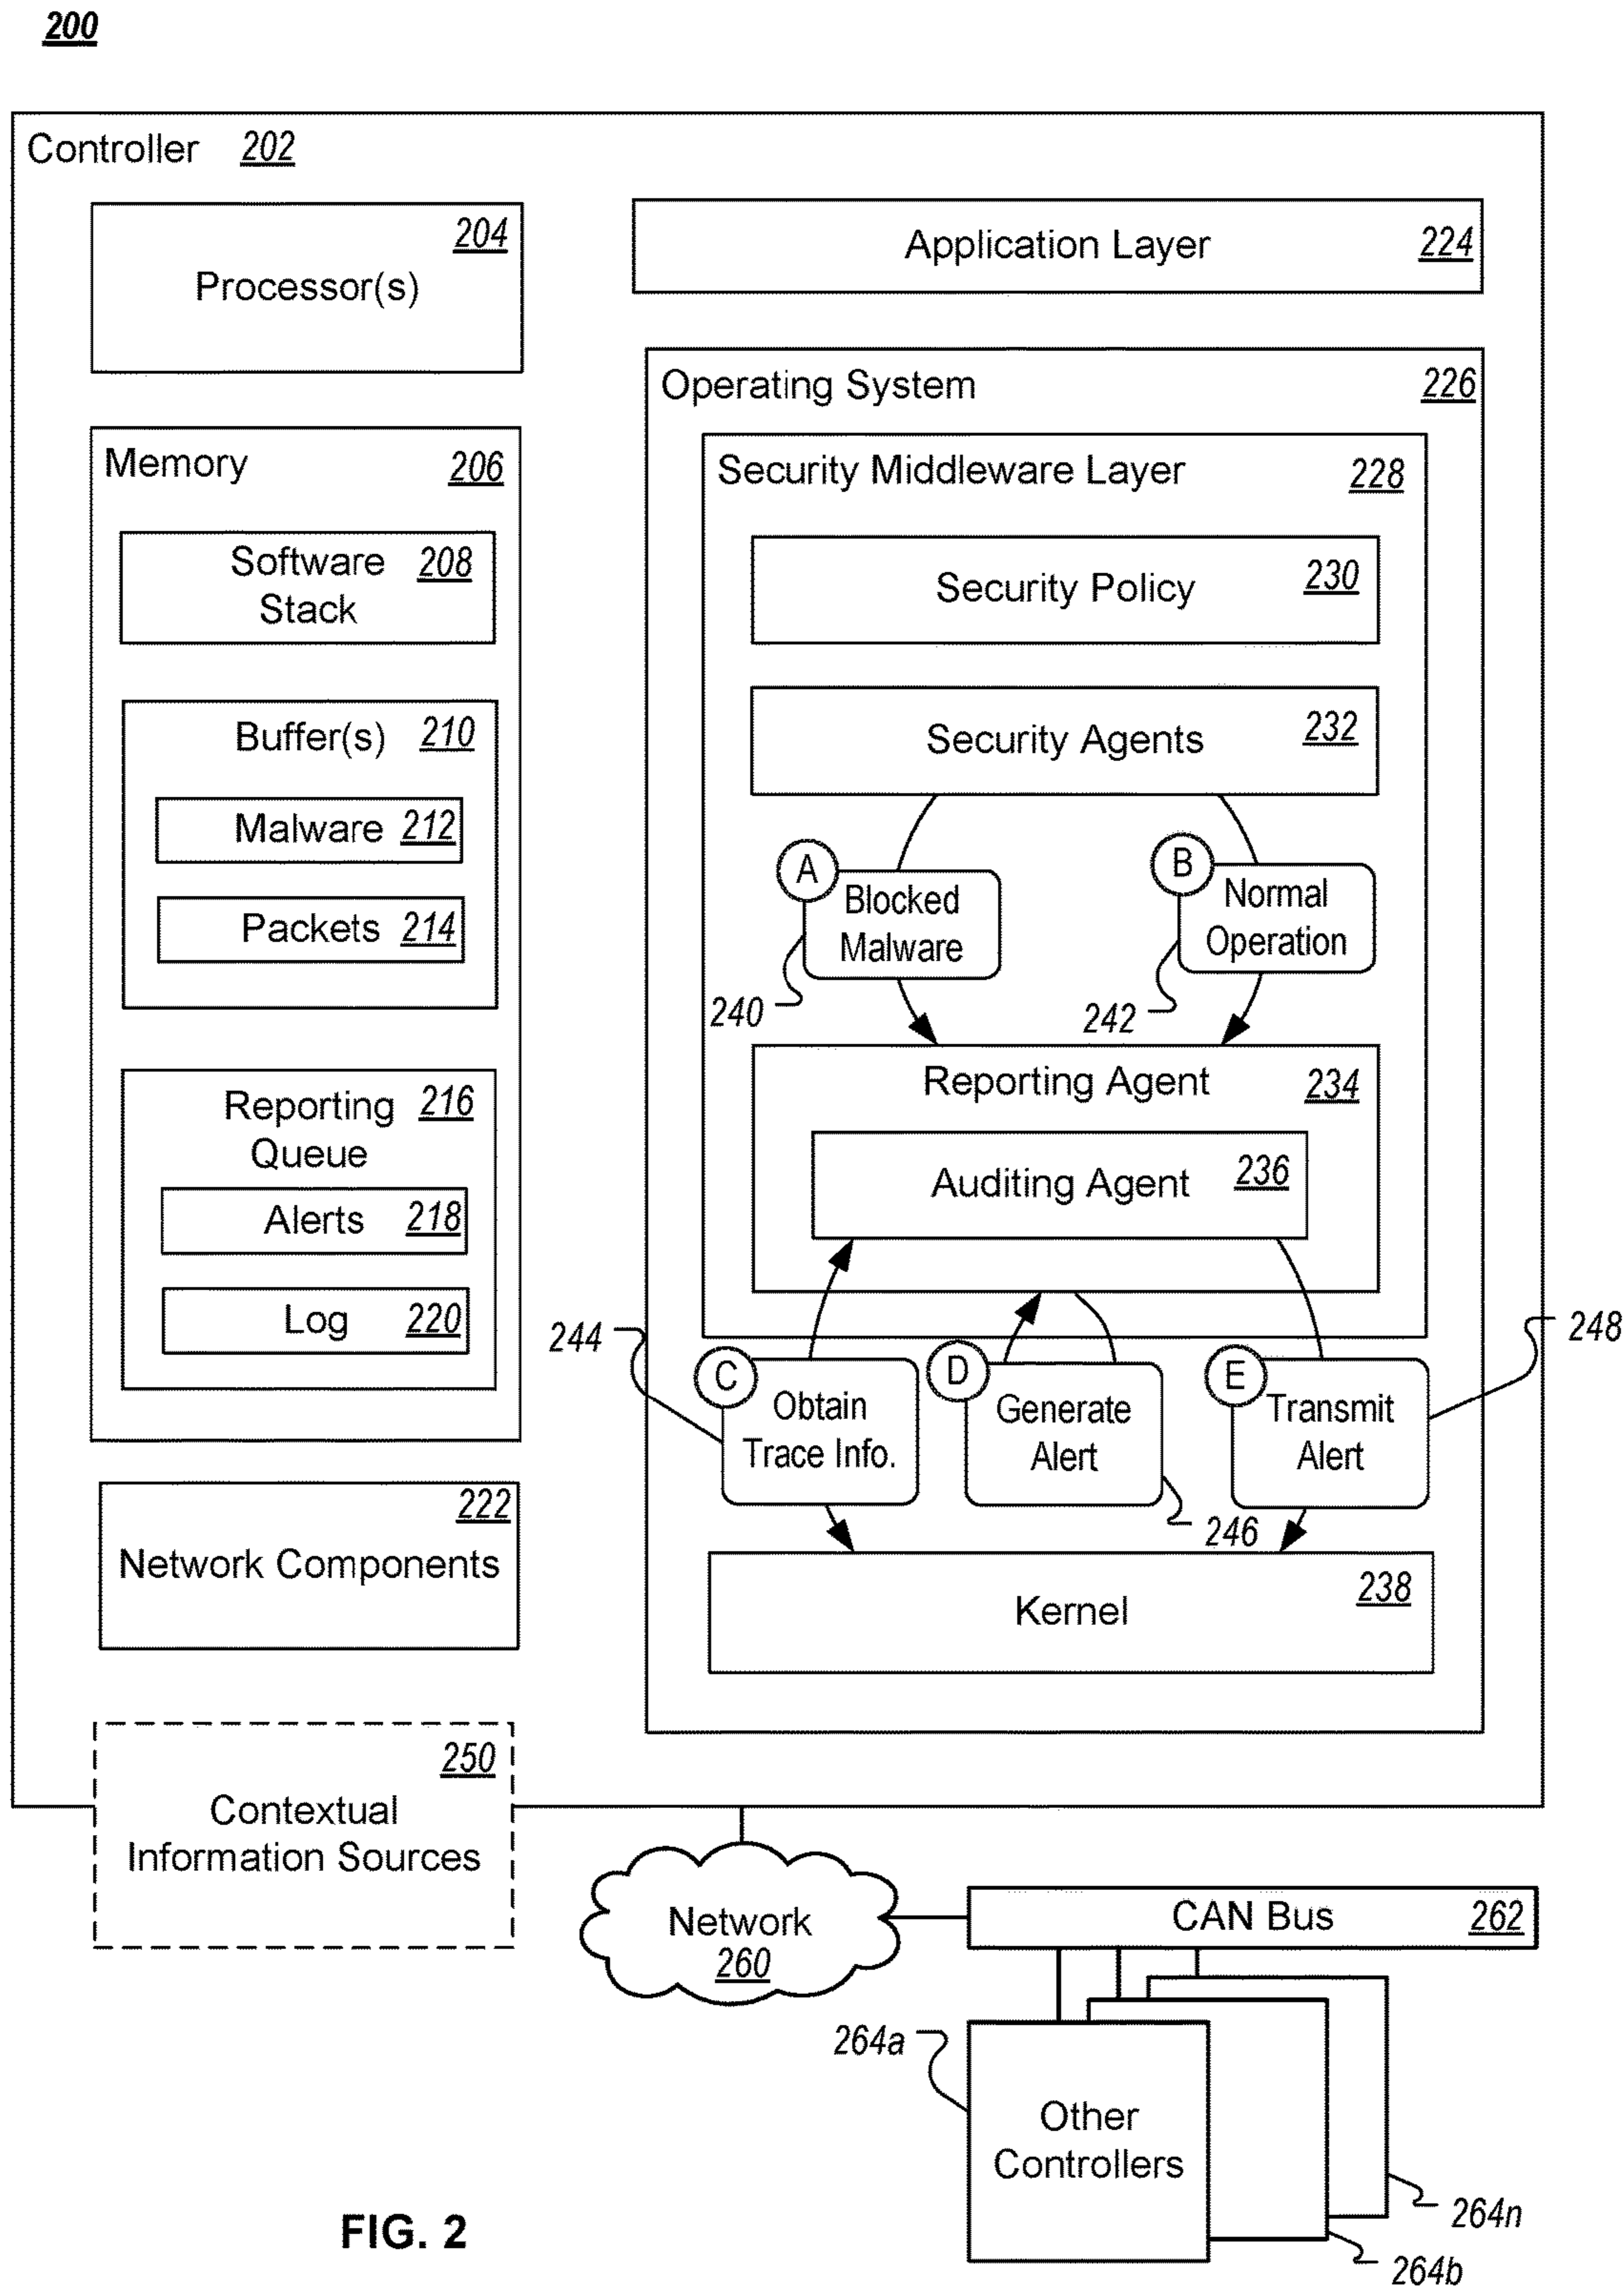 200
Controller 202
Processor(s) 204
Memory 206
Software 208
Stack
Buffer(s) 210
Malware 212
Packets 214
Reporting 216
Queue
Alerts 218
Log 220
222
Network Components
250
Contextual
Information Sources
Application Layer 224
Operating System 226
Security Middleware Layer 228
Security Policy 230
Security Agents 232
A
Blocked
Malware
240
B
Normal
Operation
242
Reporting Agent 234
Auditing Agent 236
244
C
Obtain
Trace Info.
D
Generate
Alert
246
E
Transmit
Alert
248
Kernel 238
Network
260
CAN Bus 262
264a
Other
Controllers
264n
264b
FIG. 2